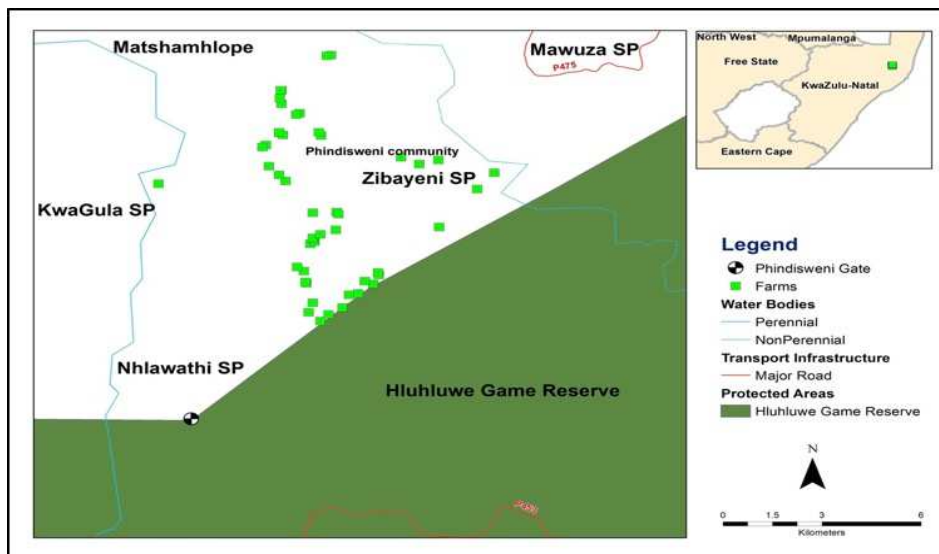 Matshamhlope
Mawuza SP
P475
Phindisweni community
Zibayeni SP
KwaGula SP
Nhlawathi SP
Hluhluwe Game Reserve
North West
Mpumalanga
Free State
KwaZulu-Natal
Eastern Cape
Legend
Phindisweni Gate
Farms
Water Bodies
Perennial
NonPerennial
Transport Infrastructure
Major Road
Protected Areas
Hluhluwe Game Reserve
N
0 1.5 3 6
Kilometers